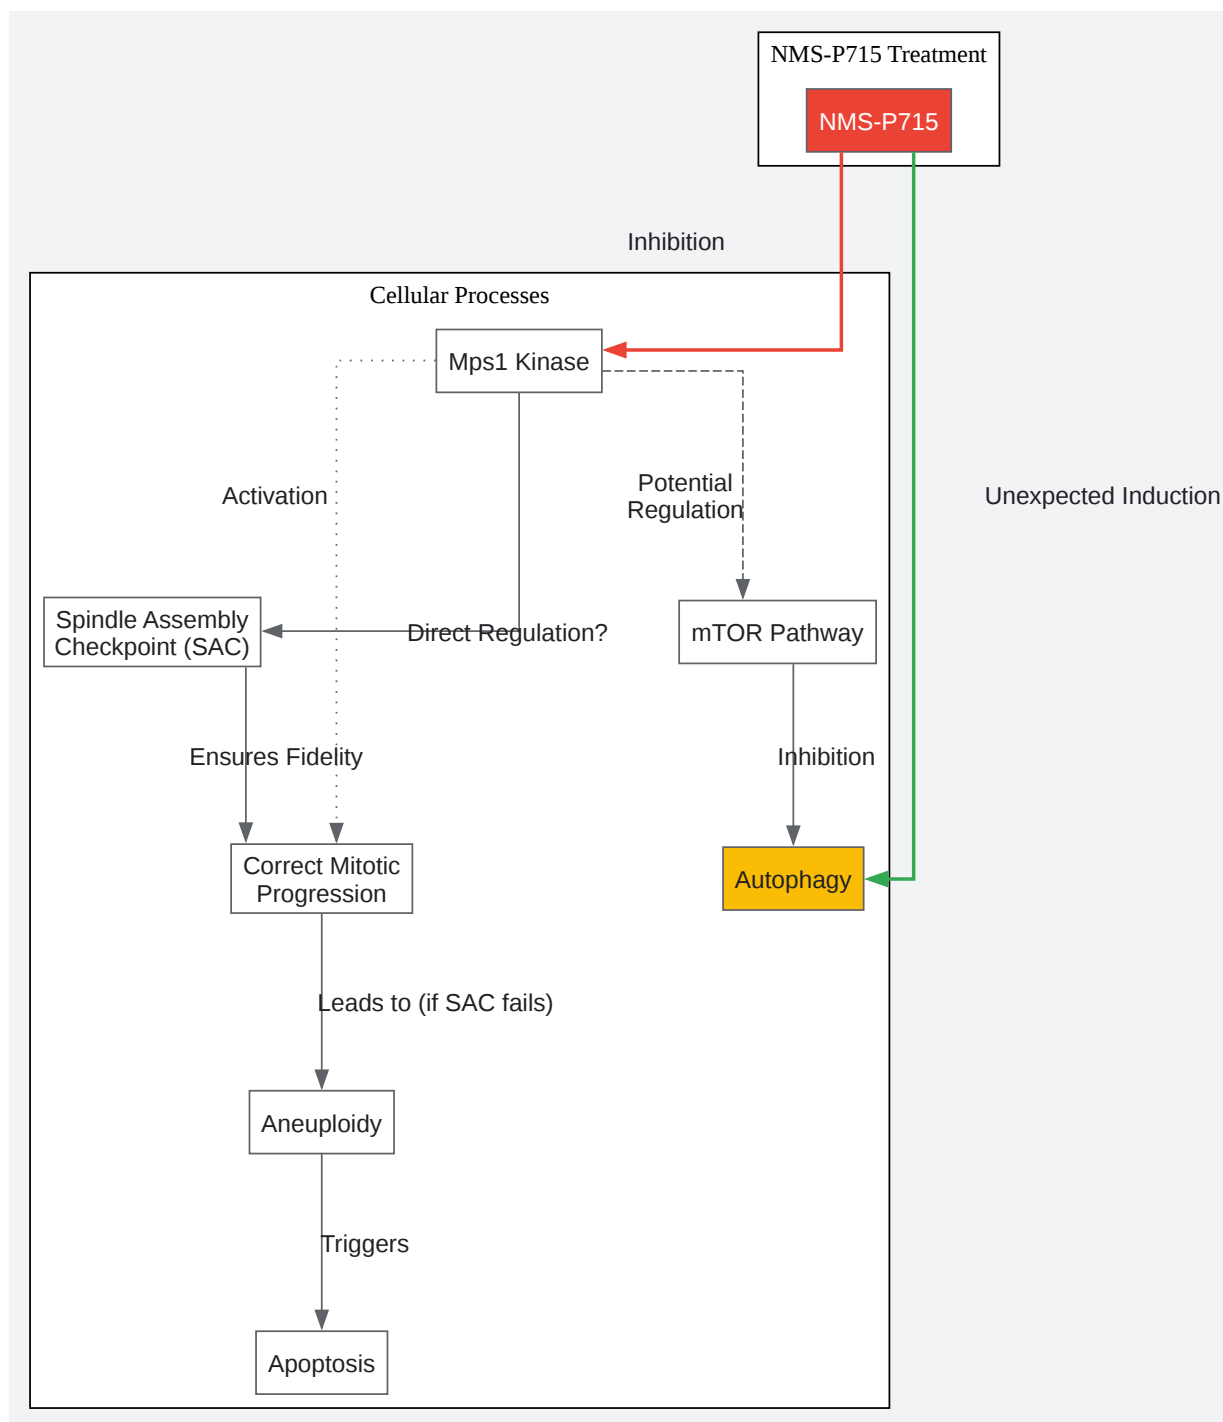 NMS-P715 Treatment
NMS-P715
Inhibition
Cellular Processes
Mps1 Kinase
Activation
Potential
Regulation
Unexpected Induction
Spindle Assembly
Checkpoint (SAC)
Direct Regulation?
mTOR Pathway
Ensures Fidelity
Inhibition
Correct Mitotic
Progression
Autophagy
Leads to (if SAC fails)
Aneuploidy
Triggers
Apoptosis